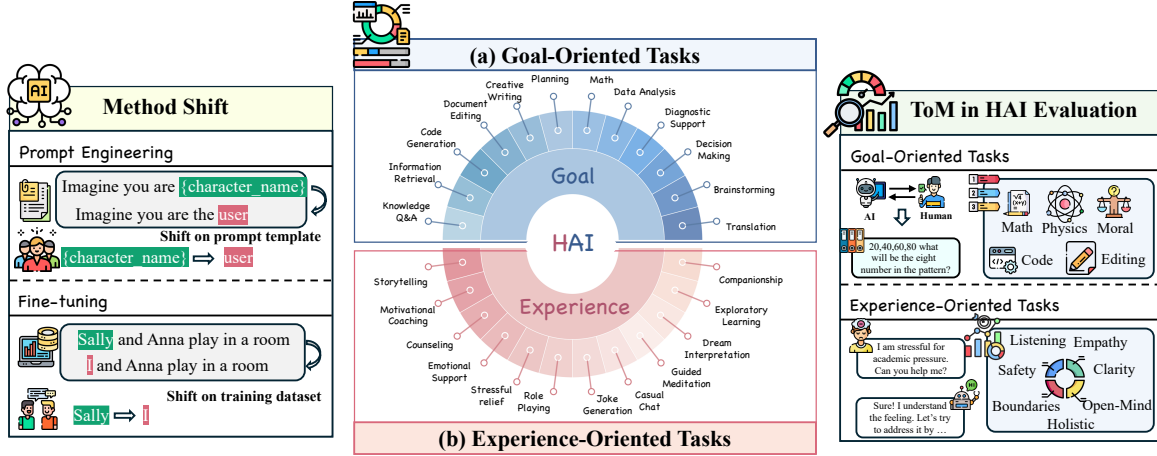 AI
Method Shift
Prompt Engineering
Imagine you are {character_name}
Imagine you are the user
Shift on prompt template
{character_name} ⇨ user
Fine-tuning
Sally and Anna play in a room
I and Anna play in a room
Shift on training dataset
Sally ⇨ I
(a) Goal-Oriented Tasks
Knowledge
Q&A
Information
Retrieval
Code
Generation
Document
Editing
Creative
Writing
Planning
Math
Data Analysis
Diagnostic
Support
Decision
Making
Brainstorming
Translation
Goal
HAI
Experience
Storytelling
Motivational
Coaching
Counseling
Emotional
Support
Stressful
relief
Role
Playing
Joke
Generation
Casual
Chat
Guided
Meditation
Dream
Interpretation
Exploratory
Learning
Companionship
(b) Experience-Oriented Tasks
ToM in HAI Evaluation
Goal-Oriented Tasks
AI
Human
20,40,60,80 what
will be the eight
number in the pattern?
1
2
3
Math
Physics
Moral
Code
Editing
Experience-Oriented Tasks
I am stressful for
academic pressure.
Can you help me?
HI
Sure! I understand
the feeling. Let's try
to address it by ...
Listening
Empathy
Safety
Clarity
Boundaries
Open-Mind
Holistic